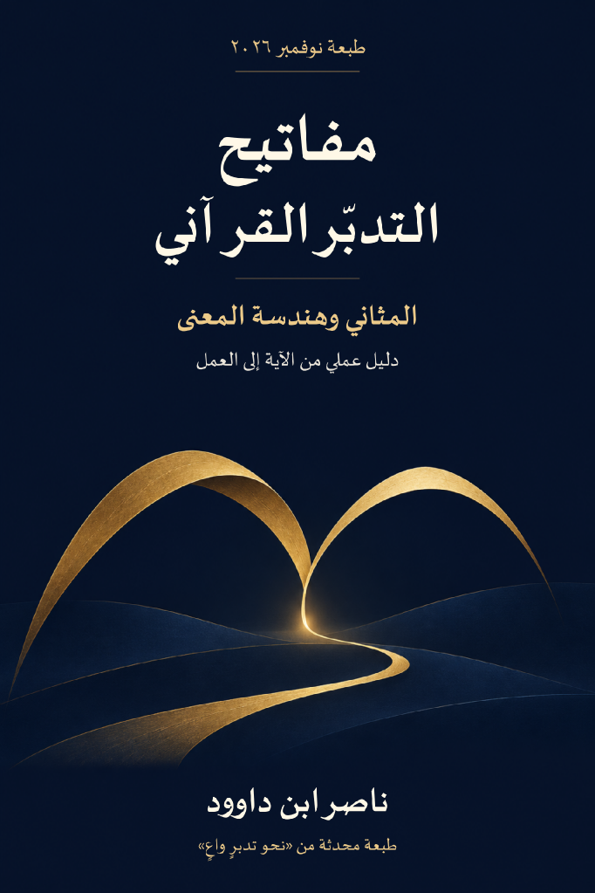 طبعة نوفمبر ٢٠٢٦
مفاتيح
التدبّر القرآني
المثاني وهندسة المعنى
دليل عملي من الآية إلى العمل
ناصر ابن داوود
طبعة محدثة من «نحو تدبرٍ واعٍ»